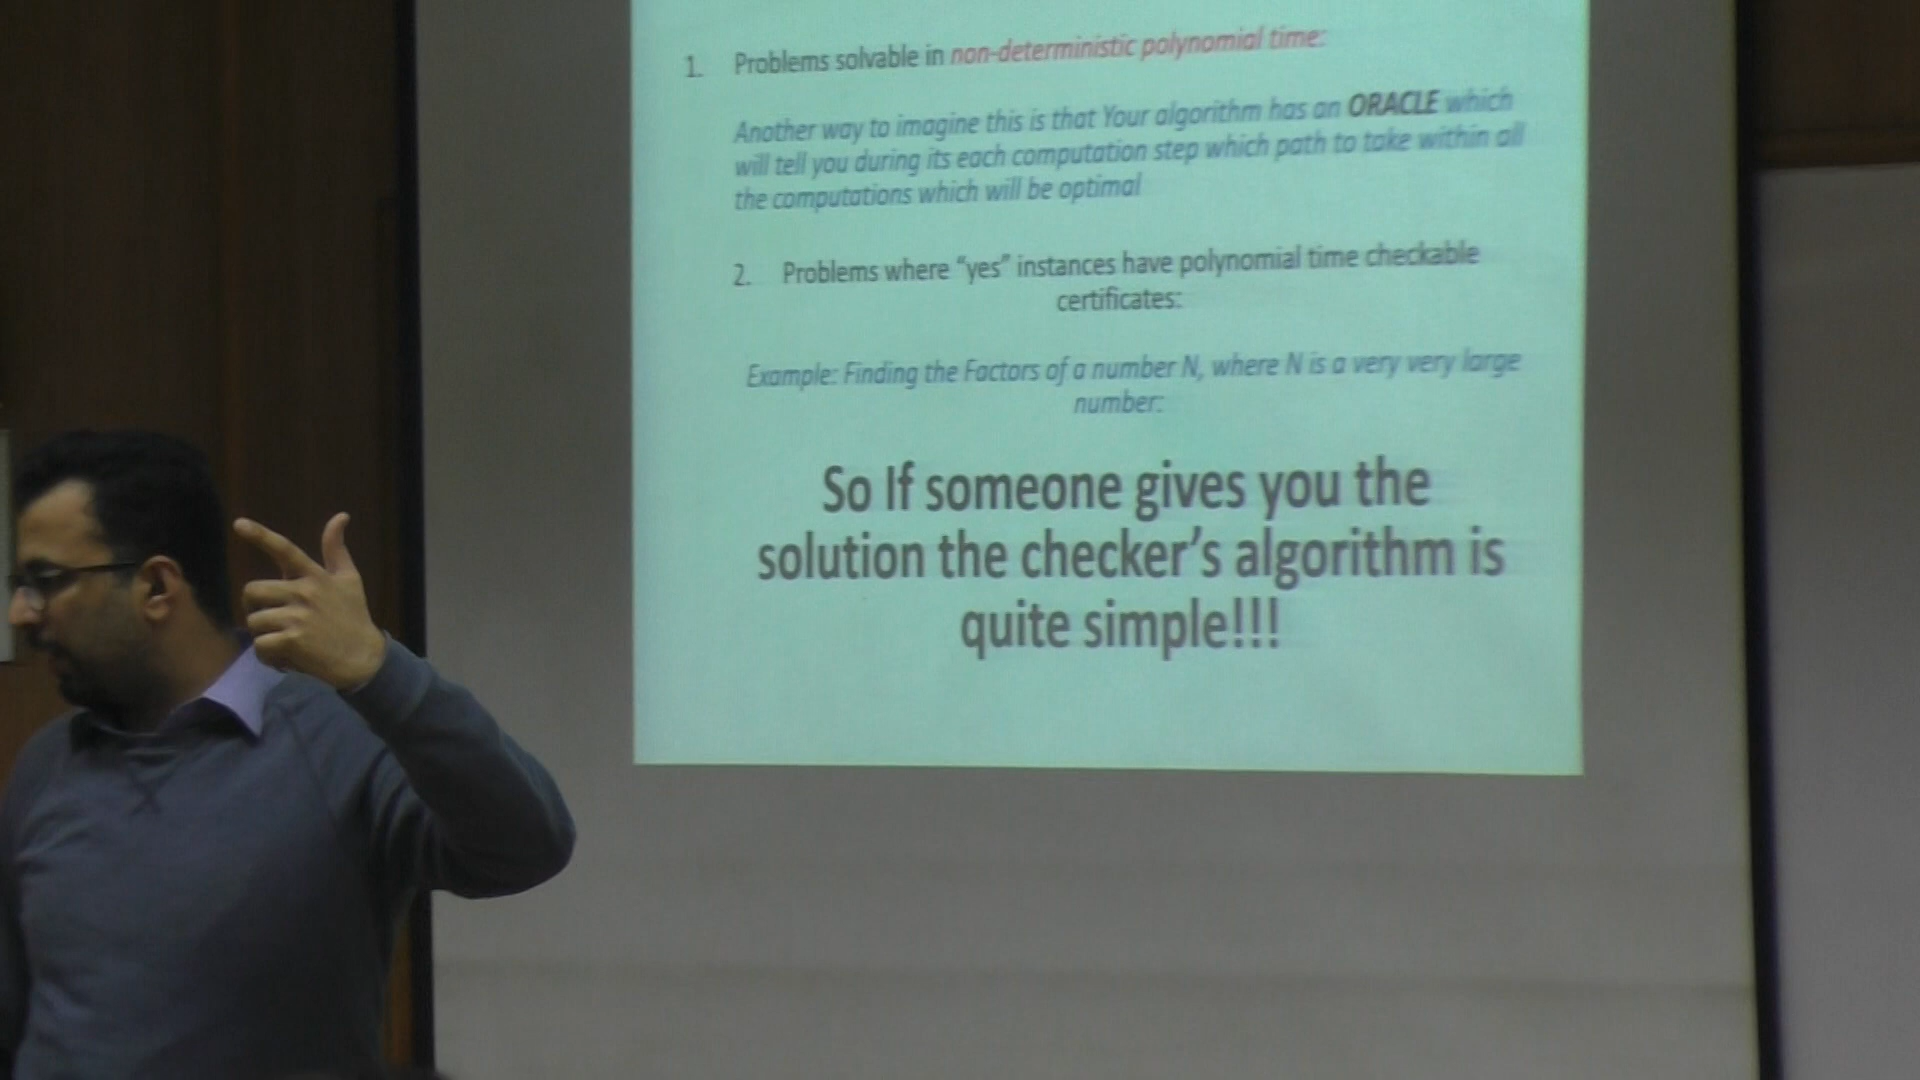 1. Problems solvable in non-deterministic polynomial time:
Another way to imagine this is that Your algorithm has an ORACLE which
will tell you during its each computation step which path to take within all
the computations which will be optimal
2. Problems where “yes” instances have polynomial time checkable
certificates:
Example: Finding the Factors of a number N, where N is a very very large
number:
So If someone gives you the
solution the checker’s algorithm is
quite simple!!!